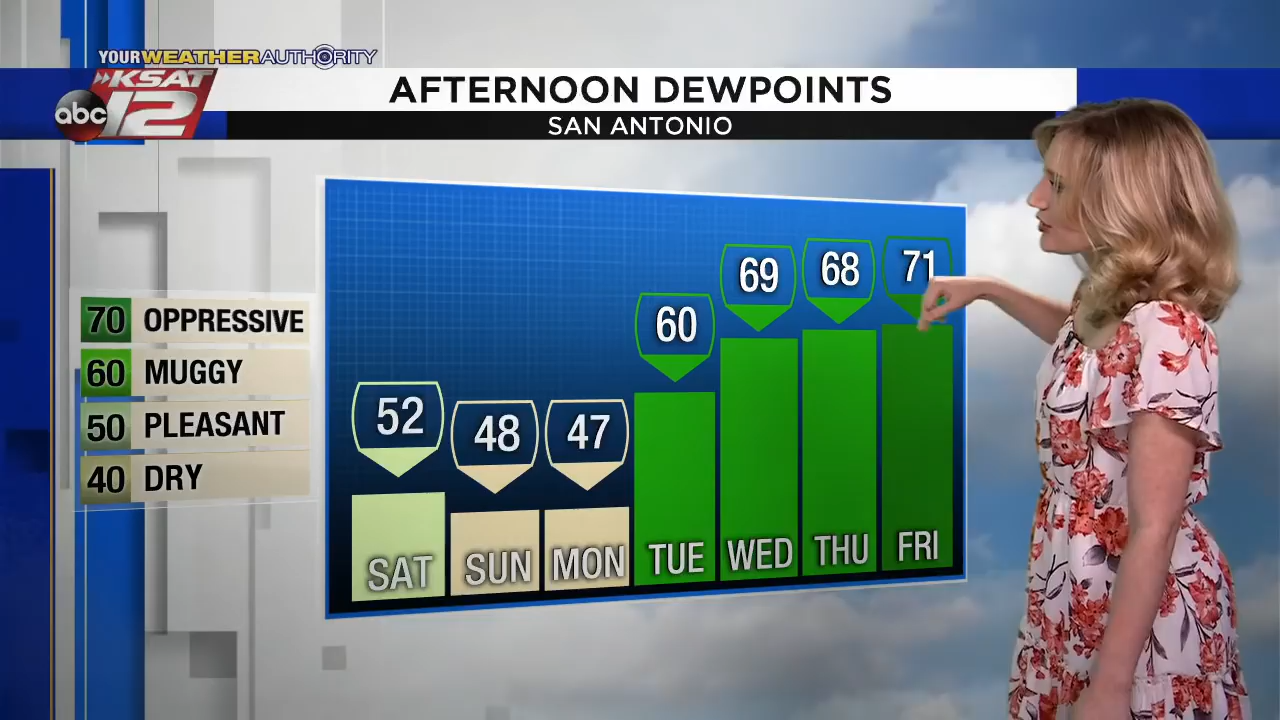 YOUR WEATHER AUTHORITY
KSAT
abc 12
AFTERNOON DEWPOINTS
SAN ANTONIO
70 OPPRESSIVE
60 MUGGY
50 PLEASANT
40 DRY
52 48 47 60 69 68 71
SAT SUN MON TUE WED THU FRI